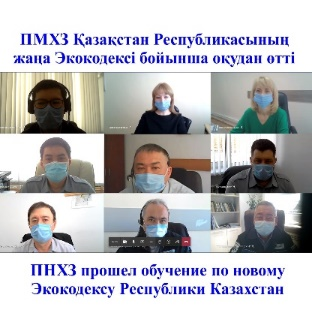 ПМХЗ Қазақстан Республикасының
жаңа Экокодексі бойынша оқудан өтті
ПНХЗ прошел обучение по новому
Экокодексу Республики Казахстан